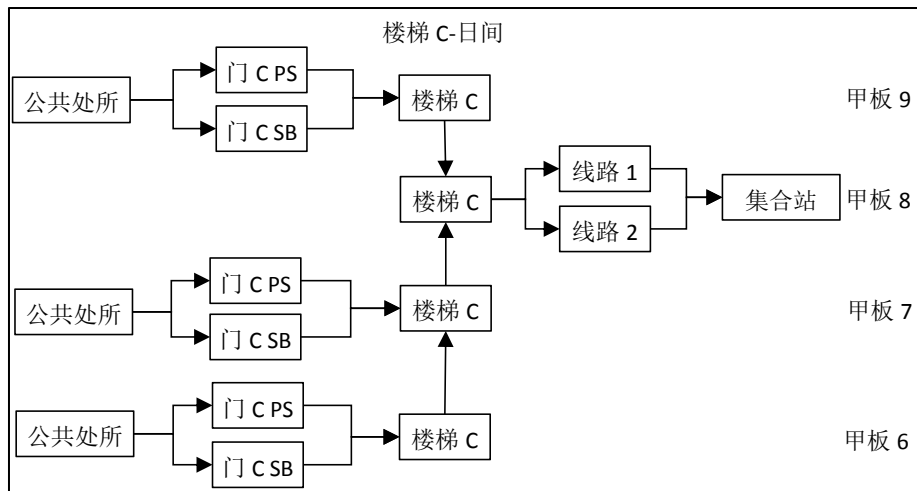 楼梯 C-日间
公共处所
门 C PS
门 C SB
楼梯 C
甲板 9
楼梯 C
线路 1
线路 2
集合站
甲板 8
公共处所
门 C PS
门 C SB
楼梯 C
甲板 7
公共处所
门 C PS
门 C SB
楼梯 C
甲板 6